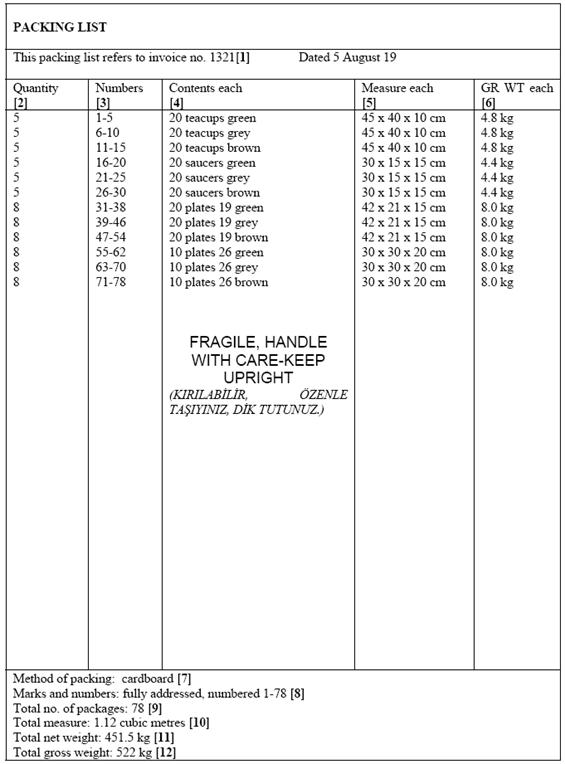 PACKING LIST
This packing list refers to invoice no. 1321[1] Dated 5 August 19
Quantity Numbers Contents each Measure each GR WT each
[2] [3] [4] [5] [6]
5 1-5 20 teacups green 45 x 40 x 10 cm 4.8 kg
5 6-10 20 teacups grey 45 x 40 x 10 cm 4.8 kg
5 11-15 20 teacups brown 45 x 40 x 10 cm 4.8 kg
5 16-20 20 saucers green 30 x 15 x 15 cm 4.4 kg
5 21-25 20 saucers grey 30 x 15 x 15 cm 4.4 kg
5 26-30 20 saucers brown 30 x 15 x 15 cm 4.4 kg
8 31-38 20 plates 19 green 42 x 21 x 15 cm 8.0 kg
8 39-46 20 plates 19 grey 42 x 21 x 15 cm 8.0 kg
8 47-54 20 plates 19 brown 42 x 21 x 15 cm 8.0 kg
8 55-62 10 plates 26 green 30 x 30 x 20 cm 8.0 kg
8 63-70 10 plates 26 grey 30 x 30 x 20 cm 8.0 kg
8 71-78 10 plates 26 brown 30 x 30 x 20 cm 8.0 kg
FRAGILE, HANDLE
WITH CARE-KEEP
UPRIGHT
(KIRILABİLİR, ÖZENLE
TAŞIYINIZ, DİK TUTUNUZ.)
Method of packing: cardboard [7]
Marks and numbers: fully addressed, numbered 1-78 [8]
Total no. of packages: 78 [9]
Total measure: 1.12 cubic metres [10]
Total net weight: 451.5 kg [11]
Total gross weight: 522 kg [12]